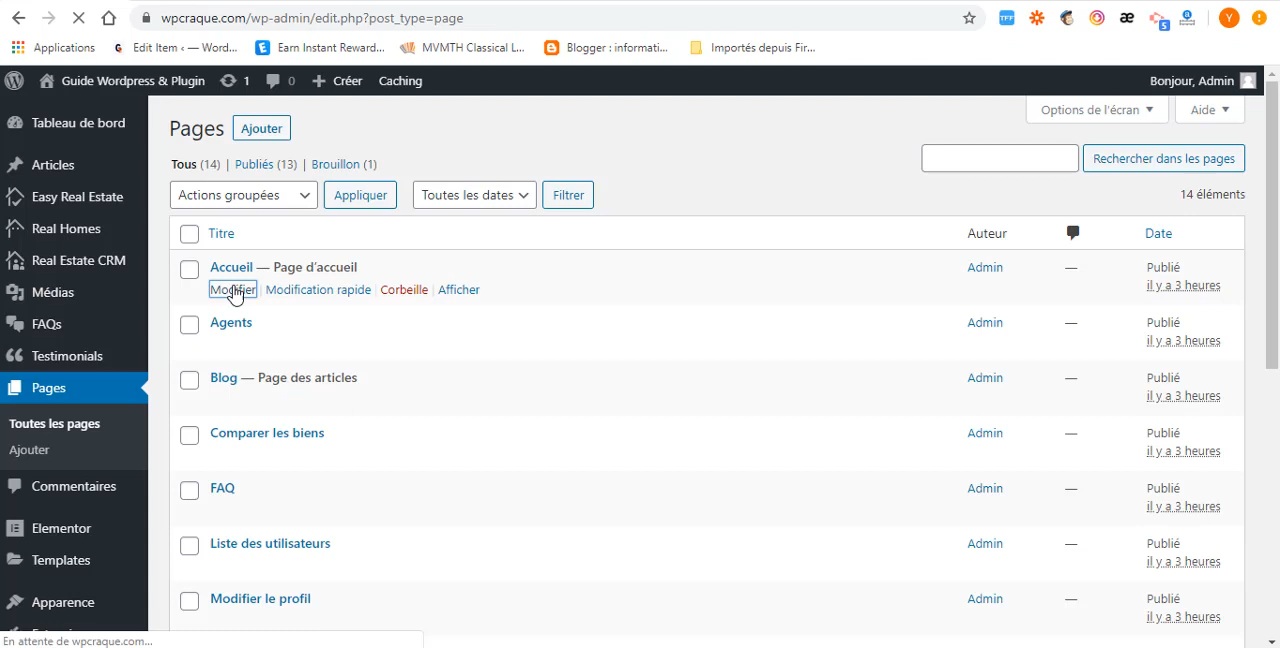 wpcraque.com/wp-admin/edit.php?post_type=page
TFF
æ
5
Y
Applications
G Edit Item ‹ — Word...
Earn Instant Reward...
MVMTH Classical L...
Blogger : informati...
Importés depuis Fir...
Guide Wordpress & Plugin
1
0
Créer
Caching
Bonjour, Admin
Tableau de bord
Articles
Easy Real Estate
Real Homes
Real Estate CRM
Médias
FAQs
Testimonials
Pages
Toutes les pages
Ajouter
Commentaires
Elementor
Templates
Apparence
Options de l'écran
Aide
Pages
Ajouter
Tous (14) | Publiés (13) | Brouillon (1)
Rechercher dans les pages
Actions groupées
Appliquer
Toutes les dates
Filtrer
14 éléments
Titre
Auteur
Date
Accueil — Page d'accueil
Admin
—
Publié
il y a 3 heures
Modifier | Modification rapide | Corbeille | Afficher
Agents
Admin
—
Publié
il y a 3 heures
Blog — Page des articles
Admin
—
Publié
il y a 3 heures
Comparer les biens
Admin
—
Publié
il y a 3 heures
FAQ
Admin
—
Publié
il y a 3 heures
Liste des utilisateurs
Admin
—
Publié
il y a 3 heures
Modifier le profil
Admin
—
Publié
il y a 3 heures
En attente de wpcraque.com...